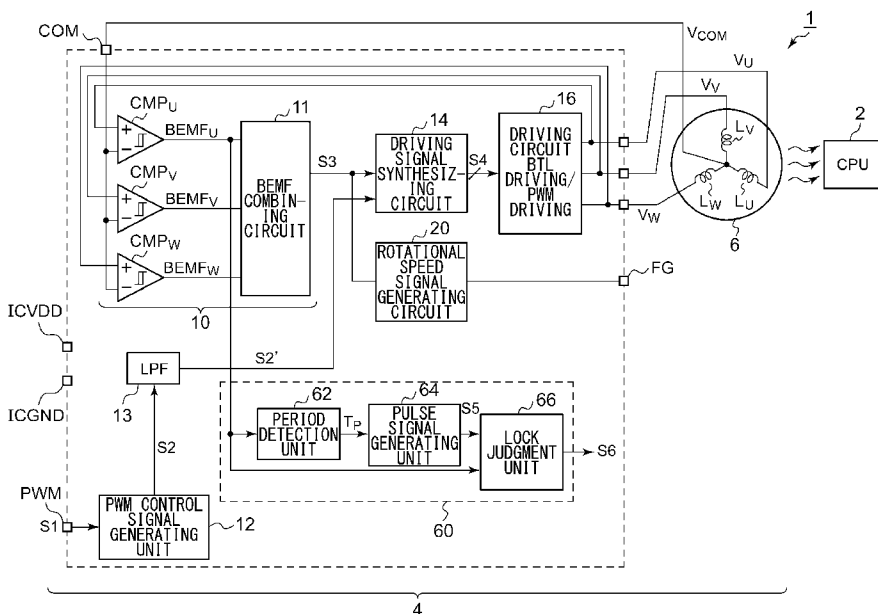 1
COM
VCOM
VU
VV
CMPU
BEMFU
11
BEMF
COMBIN-
ING
CIRCUIT
S3
14
DRIVING
SIGNAL
SYNTHESIZ-
ING
CIRCUIT
S4
16
DRIVING
CIRCUIT
BTL
DRIVING/
PWM
DRIVING
LV
LW
LU
6
2
CPU
CMPV
BEMFV
CMPW
BEMFW
VW
20
ROTATIONAL
SPEED
SIGNAL
GENERATING
CIRCUIT
FG
10
ICVDD
ICGND
LPF
13
S2'
S2
62
PERIOD
DETECTION
UNIT
TP
64
PULSE
SIGNAL
GENERATING
UNIT
S5
66
LOCK
JUDGMENT
UNIT
S6
60
PWM
S1
PWM CONTROL
SIGNAL
GENERATING
UNIT
12
4
+
−
+
−
+
−